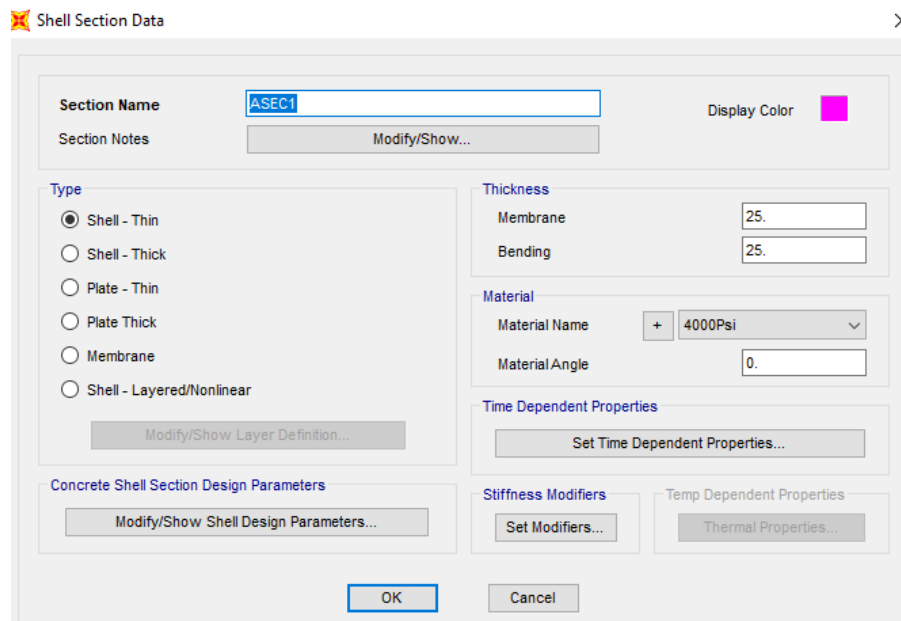 Shell Section Data
Section Name
ASEC1
Display Color
Section Notes
Modify/Show...
Type
Shell - Thin
Shell - Thick
Plate - Thin
Plate Thick
Membrane
Shell - Layered/Nonlinear
Modify/Show Layer Definition...
Thickness
Membrane
25.
Bending
25.
Material
Material Name
+
4000Psi
Material Angle
0.
Time Dependent Properties
Set Time Dependent Properties...
Concrete Shell Section Design Parameters
Modify/Show Shell Design Parameters...
Stiffness Modifiers
Set Modifiers...
Temp Dependent Properties
Thermal Properties...
OK
Cancel